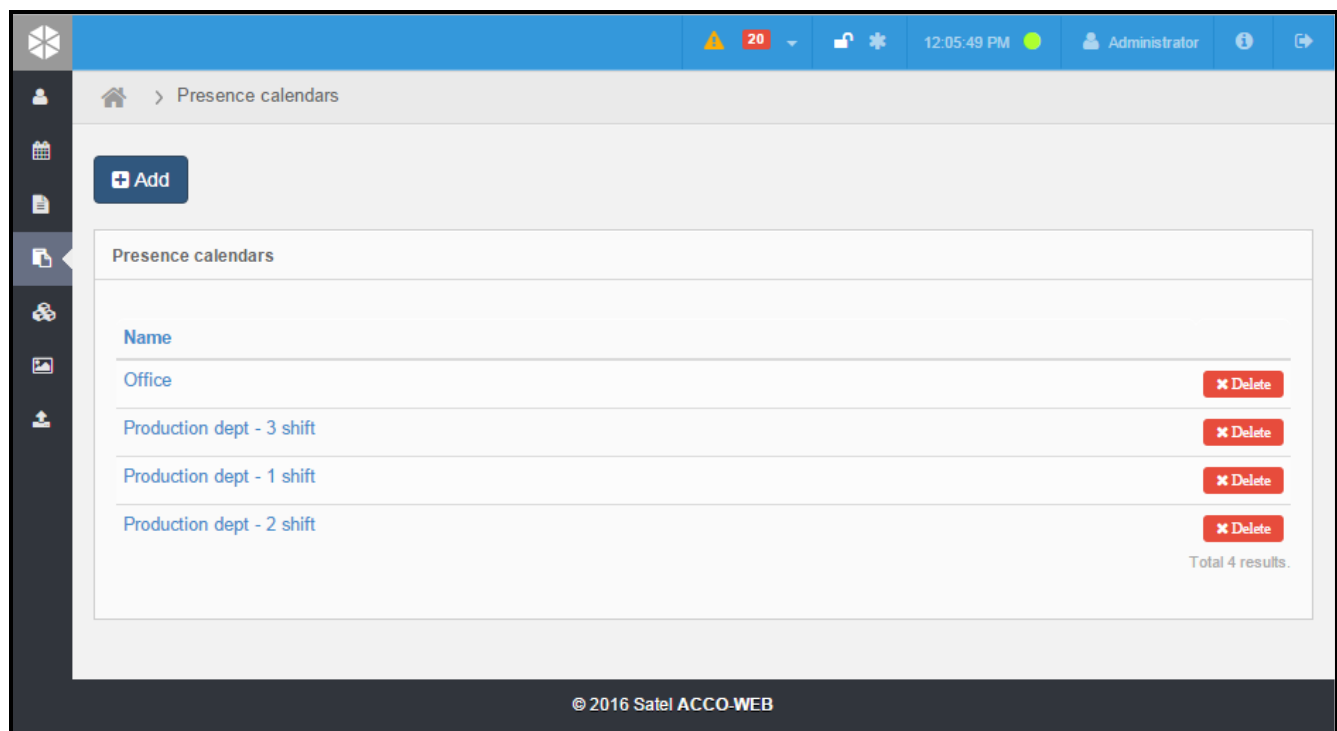 20
12:05:49 PM
Administrator
> Presence calendars
Add
Presence calendars
Name
Office
Delete
Production dept - 3 shift
Delete
Production dept - 1 shift
Delete
Production dept - 2 shift
Delete
Total 4 results.
© 2016 Satel ACCO-WEB